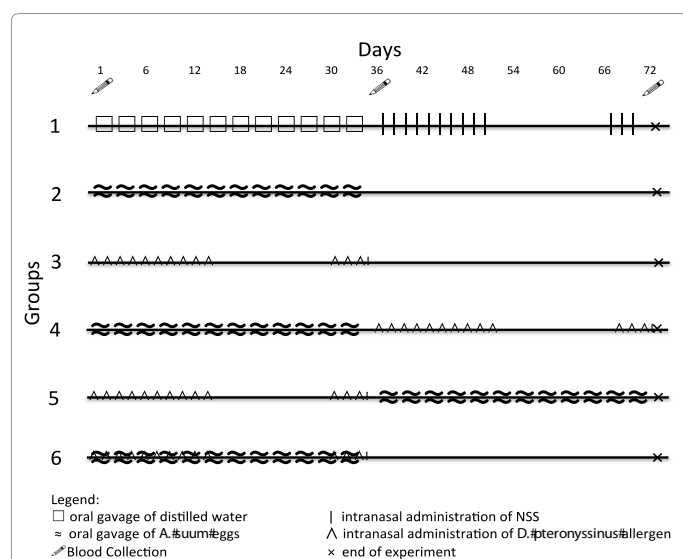 Days
1 6 12 18 24 30 36 42 48 54 60 66 72
Groups
1
2
3
4
5
6
Legend:
□ oral gavage of distilled water
≈ oral gavage of A.#suum#eggs
Blood Collection
| intranasal administration of NSS
∧ intranasal administration of D.#pteronyssinus#allergen
× end of experiment